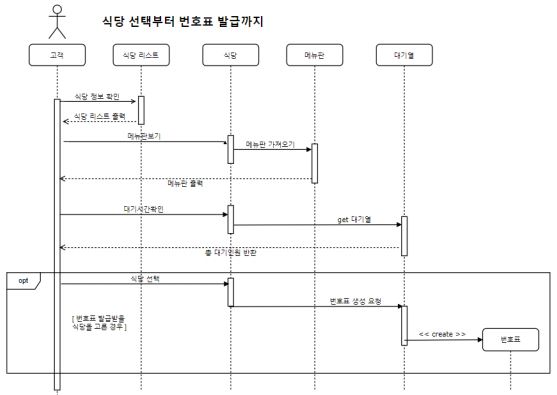 식당 선택부터 번호표 발급까지
고객
식당 리스트
식당
메뉴판
대기열
식당 정보 확인
식당 리스트 출력
메뉴판보기
메뉴판 가져오기
메뉴판 출력
대기시간확인
get 대기열
총 대기인원 반환
opt
식당 선택
번호표 생성 요청
[ 번호표 발급받을
식당을 고른 경우 ]
<< create >>
번호표